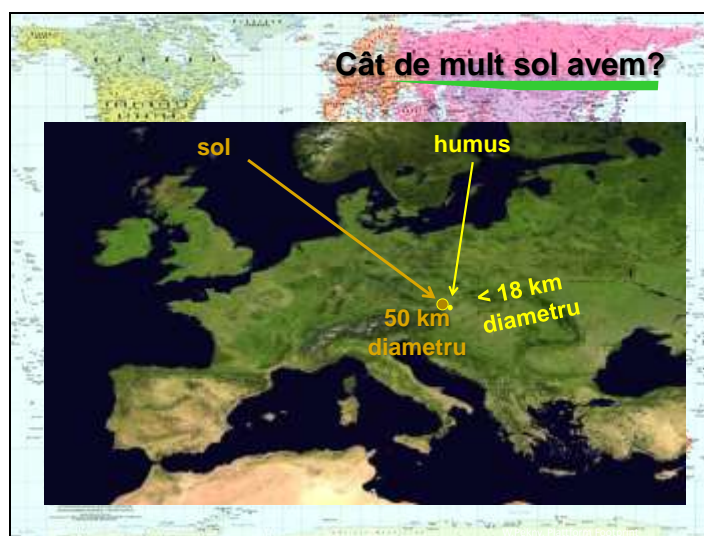 Cât de mult sol avem?
sol
humus
< 18 km
diametru
50 km
diametru